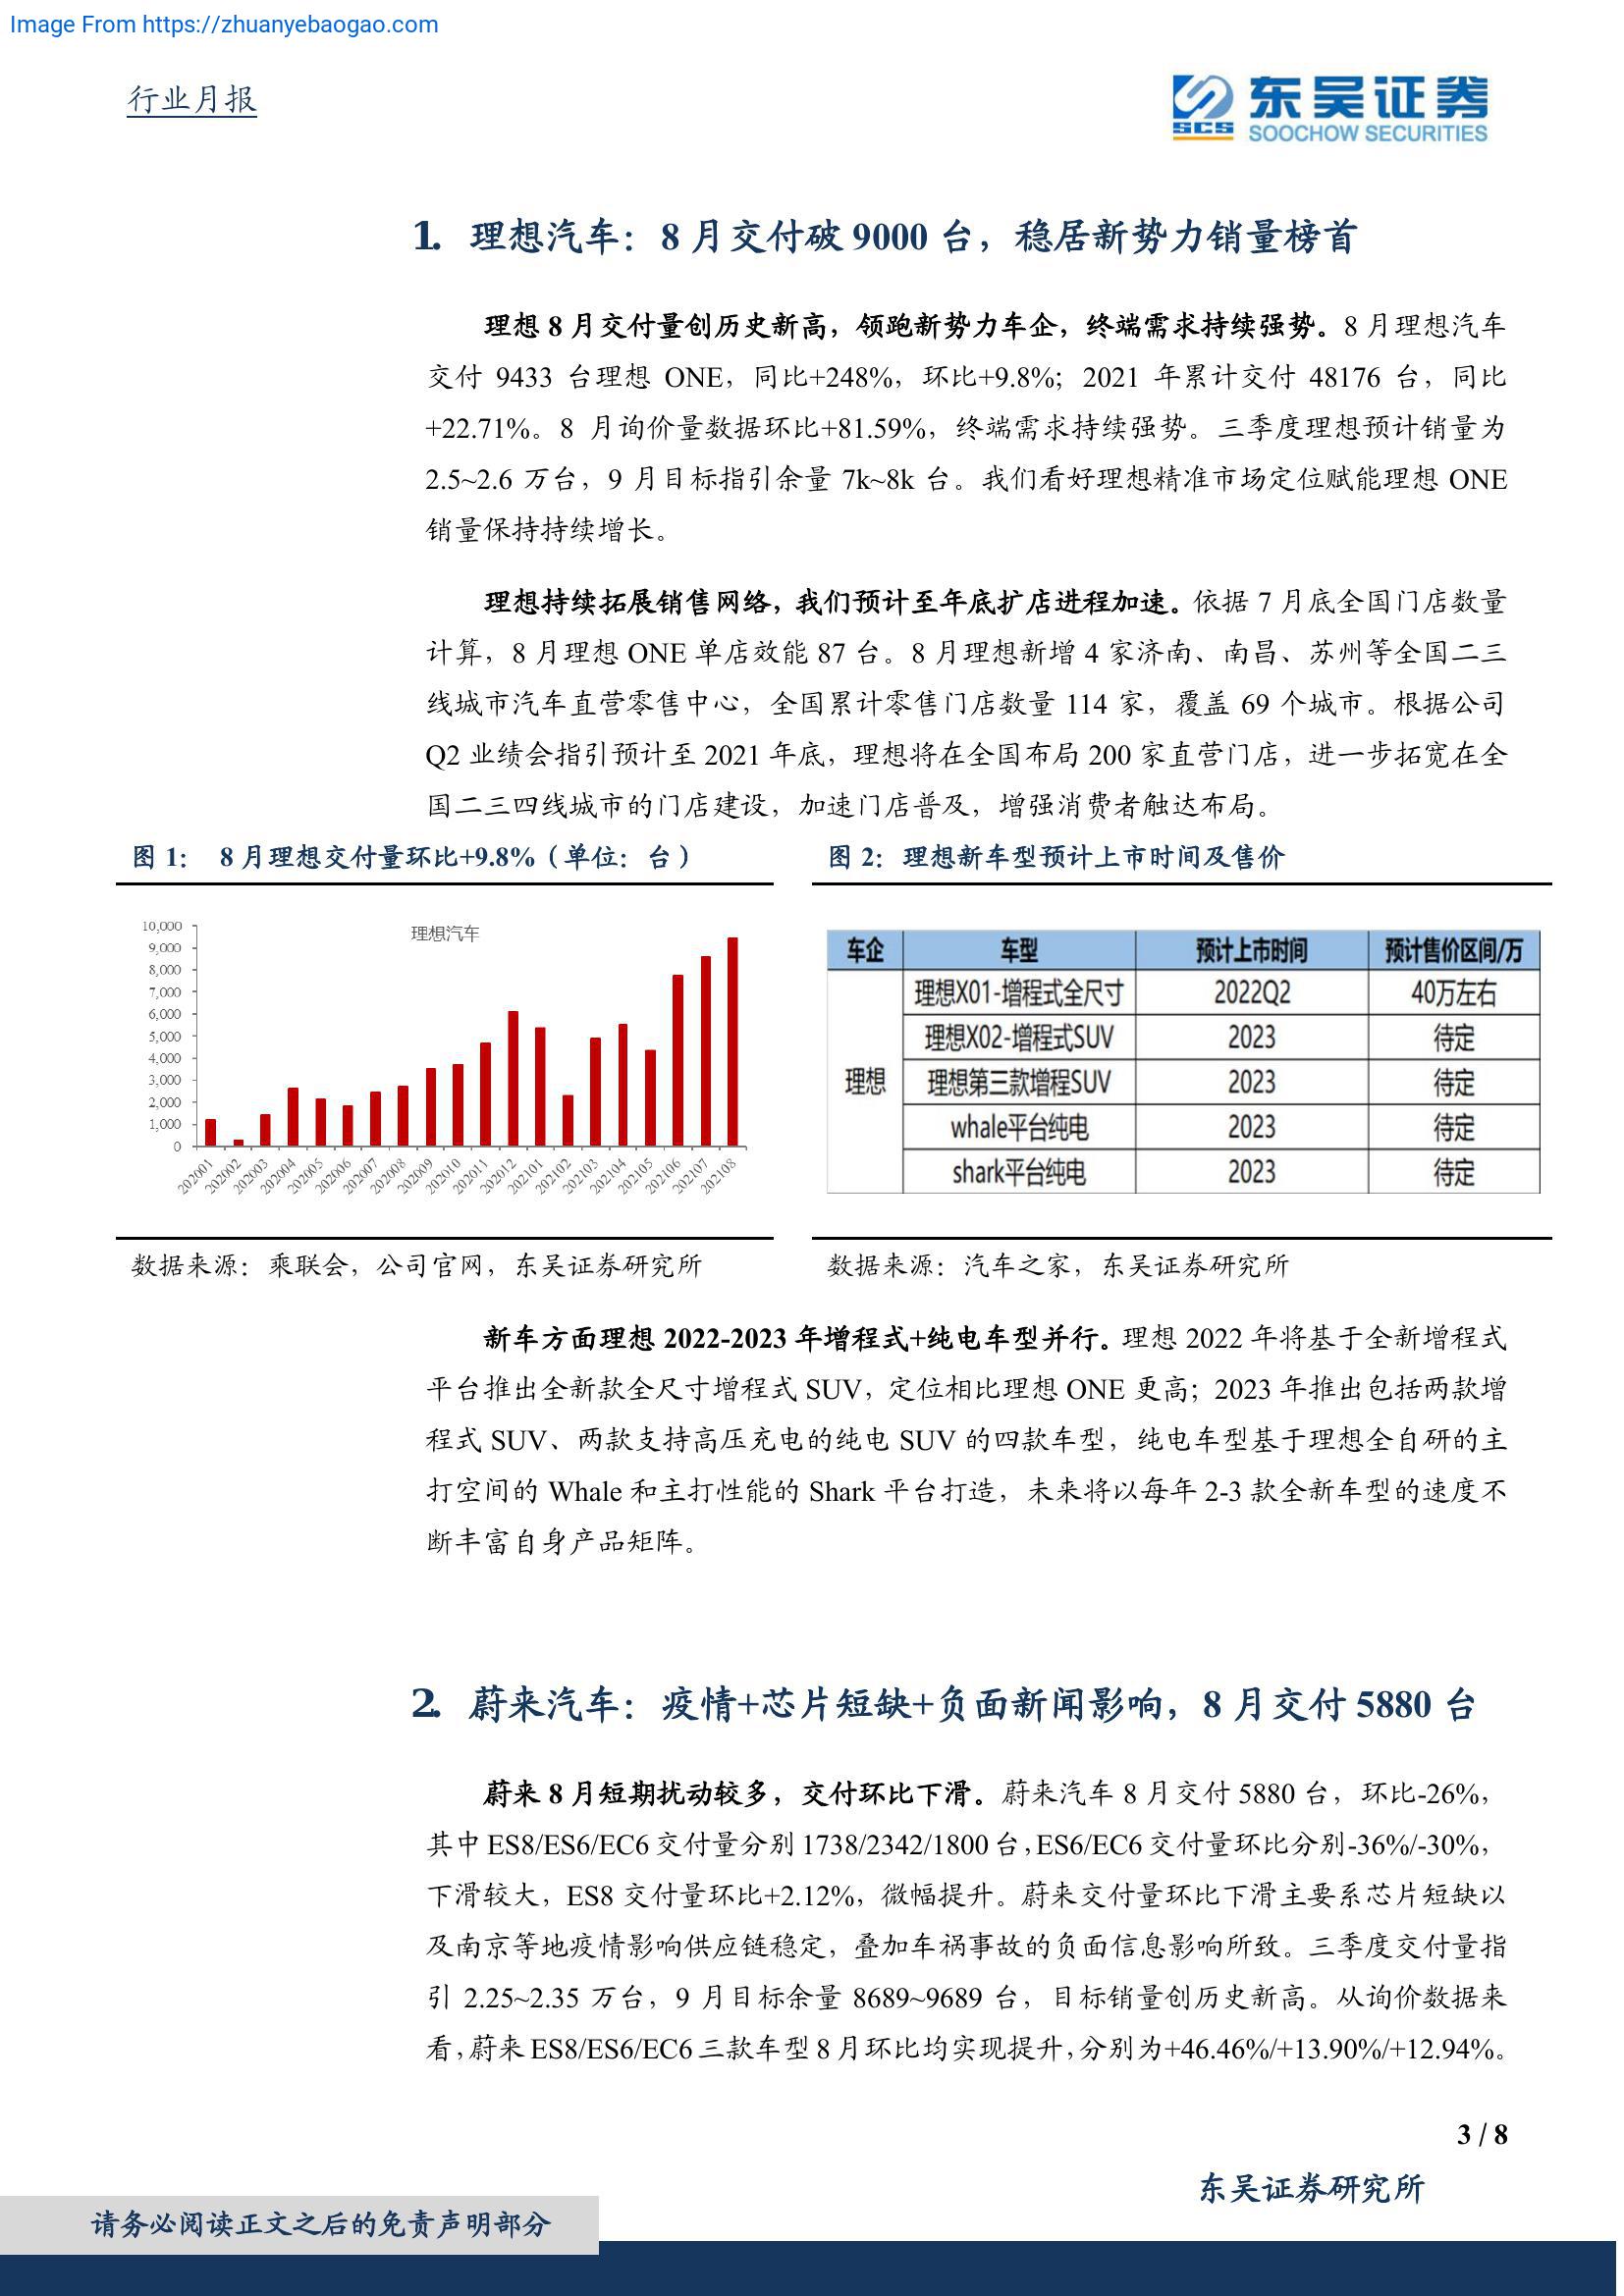 Image From https://zhuanyebaogao.com
行业月报
东吴证券
SCS
SOOCHOW SECURITIES
1. 理想汽车：8 月交付破 9000 台，稳居新势力销量榜首
理想 8 月交付量创历史新高，领跑新势力车企，终端需求持续强势。8 月理想汽车
交付 9433 台理想 ONE，同比+248%，环比+9.8%；2021 年累计交付 48176 台，同比
+22.71%。8 月询价量数据环比+81.59%，终端需求持续强势。三季度理想预计销量为
2.5~2.6 万台，9 月目标指引余量 7k~8k 台。我们看好理想精准市场定位赋能理想 ONE
销量保持持续增长。
理想持续拓展销售网络，我们预计至年底扩店进程加速。依据 7 月底全国门店数量
计算，8 月理想 ONE 单店效能 87 台。8 月理想新增 4 家济南、南昌、苏州等全国二三
线城市汽车直营零售中心，全国累计零售门店数量 114 家，覆盖 69 个城市。根据公司
Q2 业绩会指引预计至 2021 年底，理想将在全国布局 200 家直营门店，进一步拓宽在全
国二三四线城市的门店建设，加速门店普及，增强消费者触达布局。
图 1： 8 月理想交付量环比+9.8%（单位：台）
理想汽车
10,000
9,000
8,000
7,000
6,000
5,000
4,000
3,000
2,000
1,000
0
202001 202002 202003 202004 202005 202006 202007 202008 202009 202010 202011 202012 202101 202102 202103 202104 202105 202106 202107 202108
数据来源：乘联会，公司官网，东吴证券研究所
图 2：理想新车型预计上市时间及售价
车企 车型 预计上市时间 预计售价区间/万
理想X01-增程式全尺寸 2022Q2 40万左右
理想X02-增程式SUV 2023 待定
理想 理想第三款增程SUV 2023 待定
whale平台纯电 2023 待定
shark平台纯电 2023 待定
数据来源：汽车之家，东吴证券研究所
新车方面理想 2022-2023 年增程式+纯电车型并行。理想 2022 年将基于全新增程式
平台推出全新款全尺寸增程式 SUV，定位相比理想 ONE 更高；2023 年推出包括两款增
程式 SUV、两款支持高压充电的纯电 SUV 的四款车型，纯电车型基于理想全自研的主
打空间的 Whale 和主打性能的 Shark 平台打造，未来将以每年 2-3 款全新车型的速度不
断丰富自身产品矩阵。
2. 蔚来汽车：疫情+芯片短缺+负面新闻影响，8 月交付 5880 台
蔚来 8 月短期扰动较多，交付环比下滑。蔚来汽车 8 月交付 5880 台，环比-26%，
其中 ES8/ES6/EC6 交付量分别 1738/2342/1800 台，ES6/EC6 交付量环比分别-36%/-30%，
下滑较大，ES8 交付量环比+2.12%，微幅提升。蔚来交付量环比下滑主要系芯片短缺以
及南京等地疫情影响供应链稳定，叠加车祸事故的负面信息影响所致。三季度交付量指
引 2.25~2.35 万台，9 月目标余量 8689~9689 台，目标销量创历史新高。从询价数据来
看，蔚来 ES8/ES6/EC6 三款车型 8 月环比均实现提升，分别为+46.46%/+13.90%/+12.94%。
3 / 8
东吴证券研究所
请务必阅读正文之后的免责声明部分